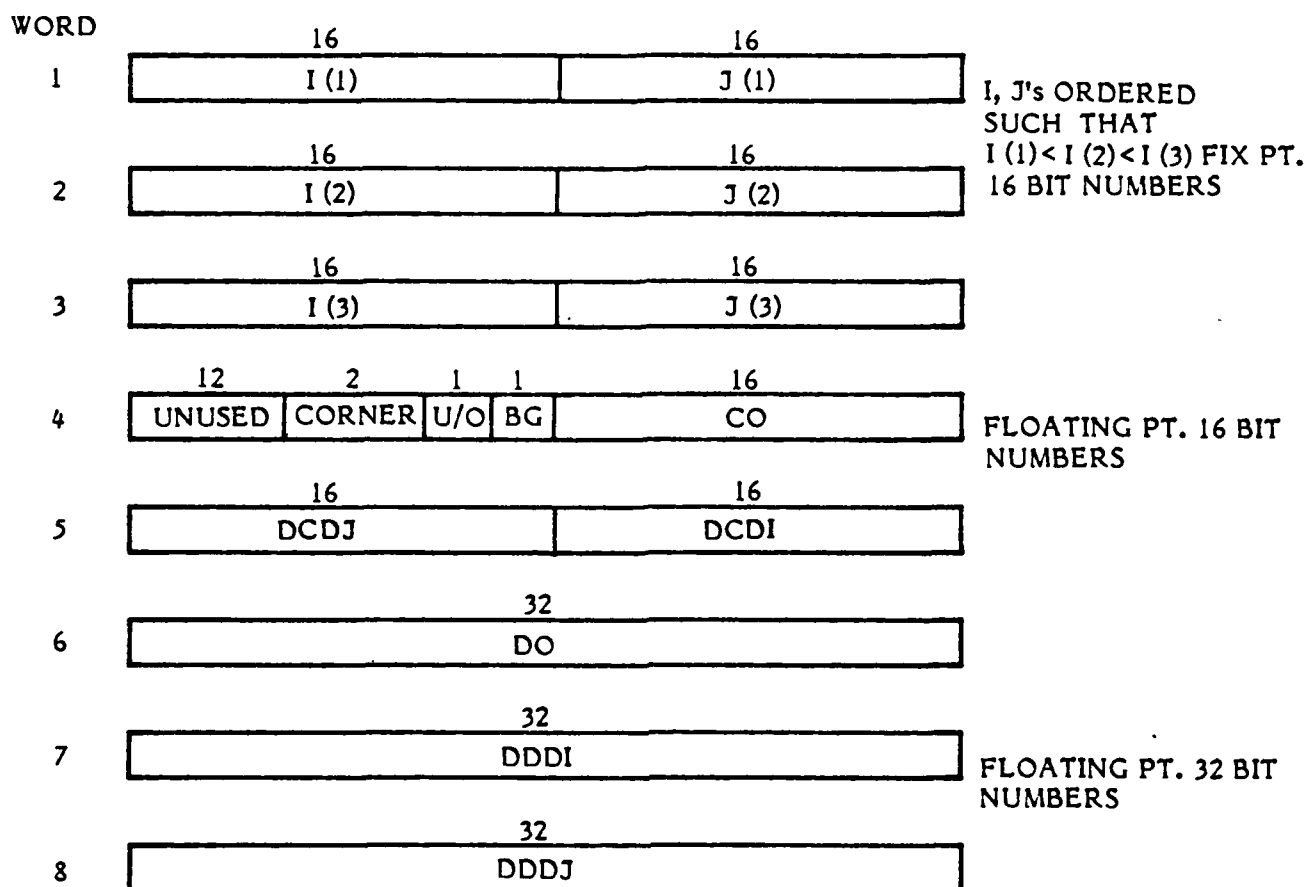 WORD
16 16
1 I (1) J (1)
I, J's ORDERED
SUCH THAT
I (1)< I (2)<I (3) FIX PT.
16 BIT NUMBERS
16 16
2 I (2) J (2)
16 16
3 I (3) J (3)
12 2 1 1 16
4 UNUSED CORNER U/O BG CO
FLOATING PT. 16 BIT
NUMBERS
16 16
5 DCDJ DCDI
32
6 DO
32
7 DDDI
FLOATING PT. 32 BIT
NUMBERS
32
8 DDDJ